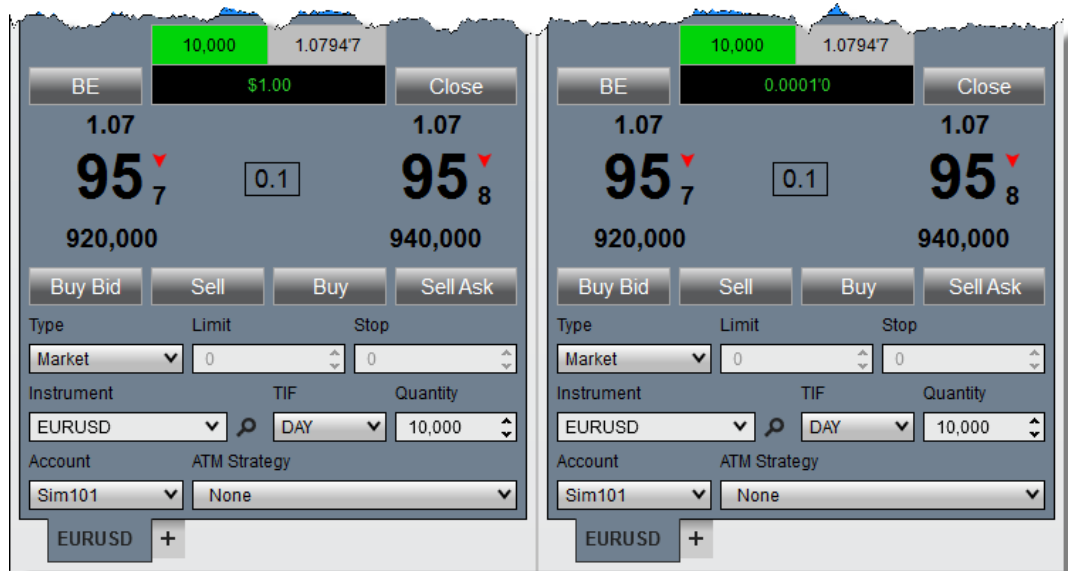 10,000 1.0794'7
BE $1.00 Close
1.07 1.07
95 7 0.1 95 8
920,000 940,000
Buy Bid Sell Buy Sell Ask
Type Limit Stop
Market 0 0
Instrument TIF Quantity
EURUSD DAY 10,000
Account ATM Strategy
Sim101 None
EURUSD +
10,000 1.0794'7
BE 0.0001'0 Close
1.07 1.07
95 7 0.1 95 8
920,000 940,000
Buy Bid Sell Buy Sell Ask
Type Limit Stop
Market 0 0
Instrument TIF Quantity
EURUSD DAY 10,000
Account ATM Strategy
Sim101 None
EURUSD +